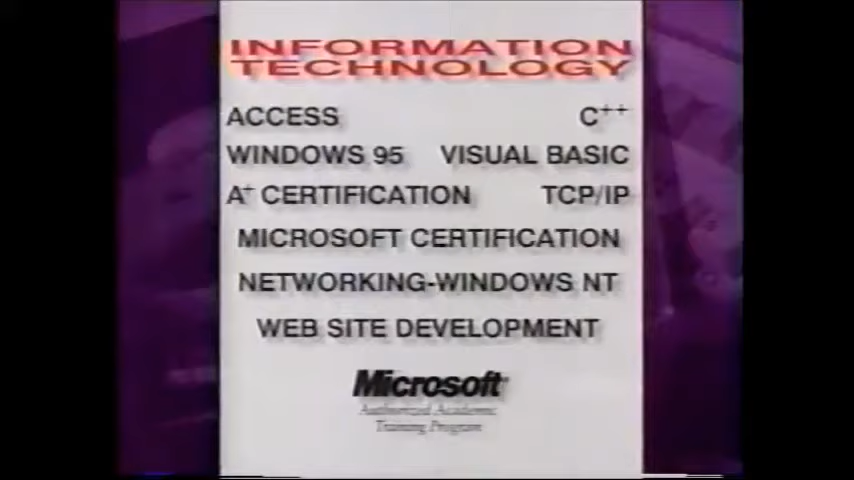 INFORMATION
TECHNOLOGY
ACCESS C++
WINDOWS 95 VISUAL BASIC
A+ CERTIFICATION TCP/IP
MICROSOFT CERTIFICATION
NETWORKING-WINDOWS NT
WEB SITE DEVELOPMENT
Microsoft
Authorized Academic
Training Program